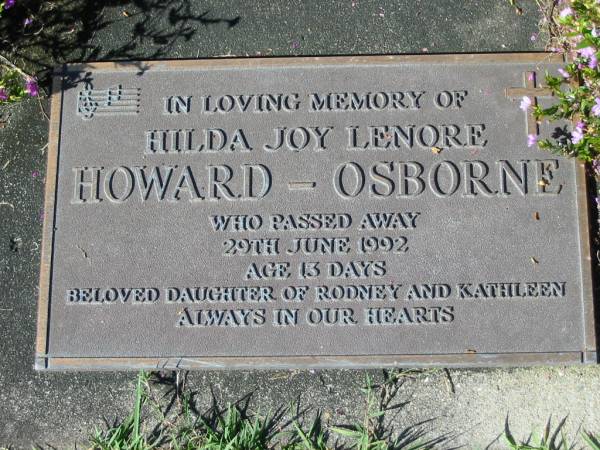 IN LOVING MEMORY OF
HILDA JOY LENORE
HOWARD - OSBORNE
WHO PASSED AWAY
29TH JUNE 1992
AGE 13 DAYS
BELOVED DAUGHTER OF RODNEY AND KATHLEEN
ALWAYS IN OUR HEARTS